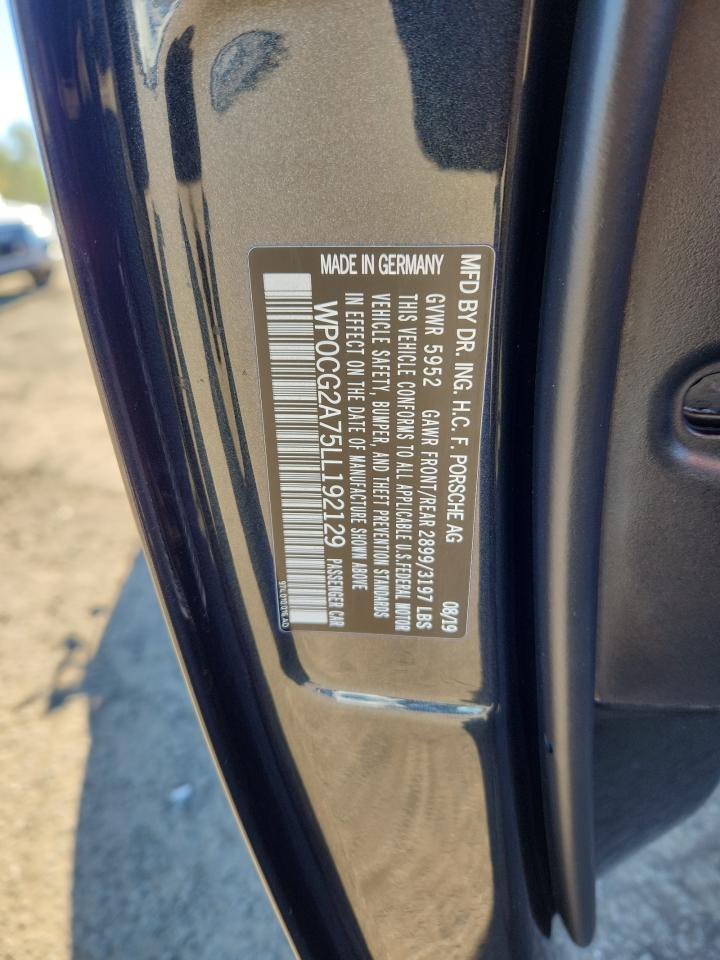 MFD BY DR. ING. H.C. F. PORSCHE AG 08/19
GVWR 5952 GAWR FRONT/REAR 2899/3197 LBS
THIS VEHICLE CONFORMS TO ALL APPLICABLE U.S.FEDERAL MOTOR
VEHICLE SAFETY, BUMPER, AND THEFT PREVENTION STANDARDS
IN EFFECT ON THE DATE OF MANUFACTURE SHOWN ABOVE
MADE IN GERMANY
WP0CG2A75LL192129 PASSENGER CAR